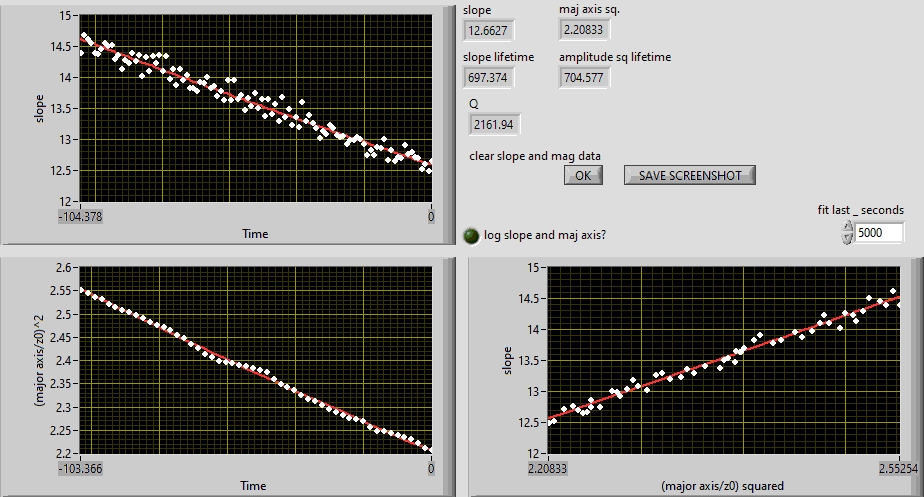 15
14.5
14
13.5
13
12.5
12
slope
-104.378
0
Time
slope
12.6627
maj axis sq.
2.20833
slope lifetime
697.374
amplitude sq lifetime
704.577
Q
2161.94
clear slope and mag data
OK
SAVE SCREENSHOT
fit last _ seconds
5000
log slope and maj axis?
2.6
2.55
2.5
2.45
2.4
2.35
2.3
2.25
2.2
(major axis/z0)^2
-103.366
0
Time
15
14.5
14
13.5
13
12.5
12
slope
2.20833
2.55254
(major axis/z0) squared